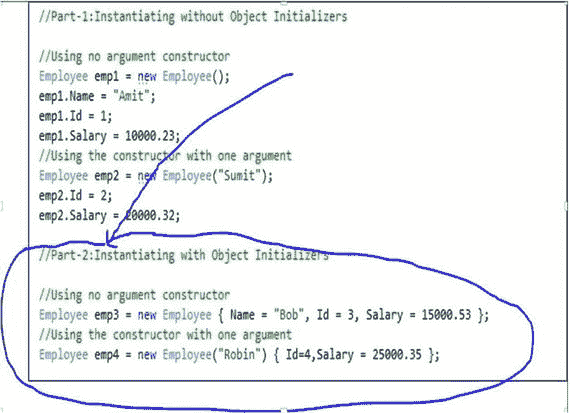 //Part-1:Instantiating without Object Initializers
//Using no argument constructor
Employee emp1 = new Employee();
emp1.Name = "Amit";
emp1.Id = 1;
emp1.Salary = 10000.23;
//Using the constructor with one argument
Employee emp2 = new Employee("Sumit");
emp2.Id = 2;
emp2.Salary = 20000.32;
//Part-2:Instantiating with Object Initializers
//Using no argument constructor
Employee emp3 = new Employee { Name = "Bob", Id = 3, Salary = 15000.53 };
//Using the constructor with one argument
Employee emp4 = new Employee("Robin") { Id=4,Salary = 25000.35 };